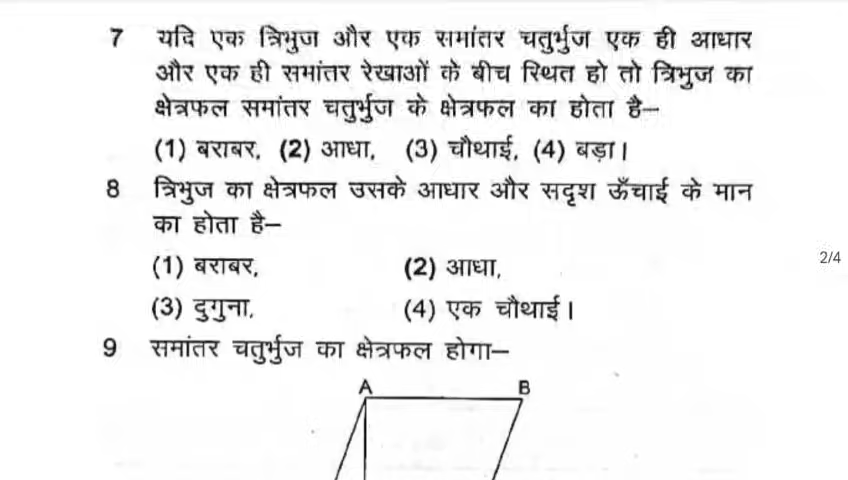 7 यदि एक त्रिभुज और एक समांतर चतुर्भुज एक ही आधार
और एक ही समांतर रेखाओं के बीच स्थित हो तो त्रिभुज का
क्षेत्रफल समांतर चतुर्भुज के क्षेत्रफल का होता है–
(1) बराबर, (2) आधा, (3) चौथाई, (4) बड़ा।
8 त्रिभुज का क्षेत्रफल उसके आधार और सदृश ऊँचाई के मान
का होता है–
(1) बराबर, (2) आधा,
(3) दुगुना, (4) एक चौथाई।
2/4
9 समांतर चतुर्भुज का क्षेत्रफल होगा–
A B